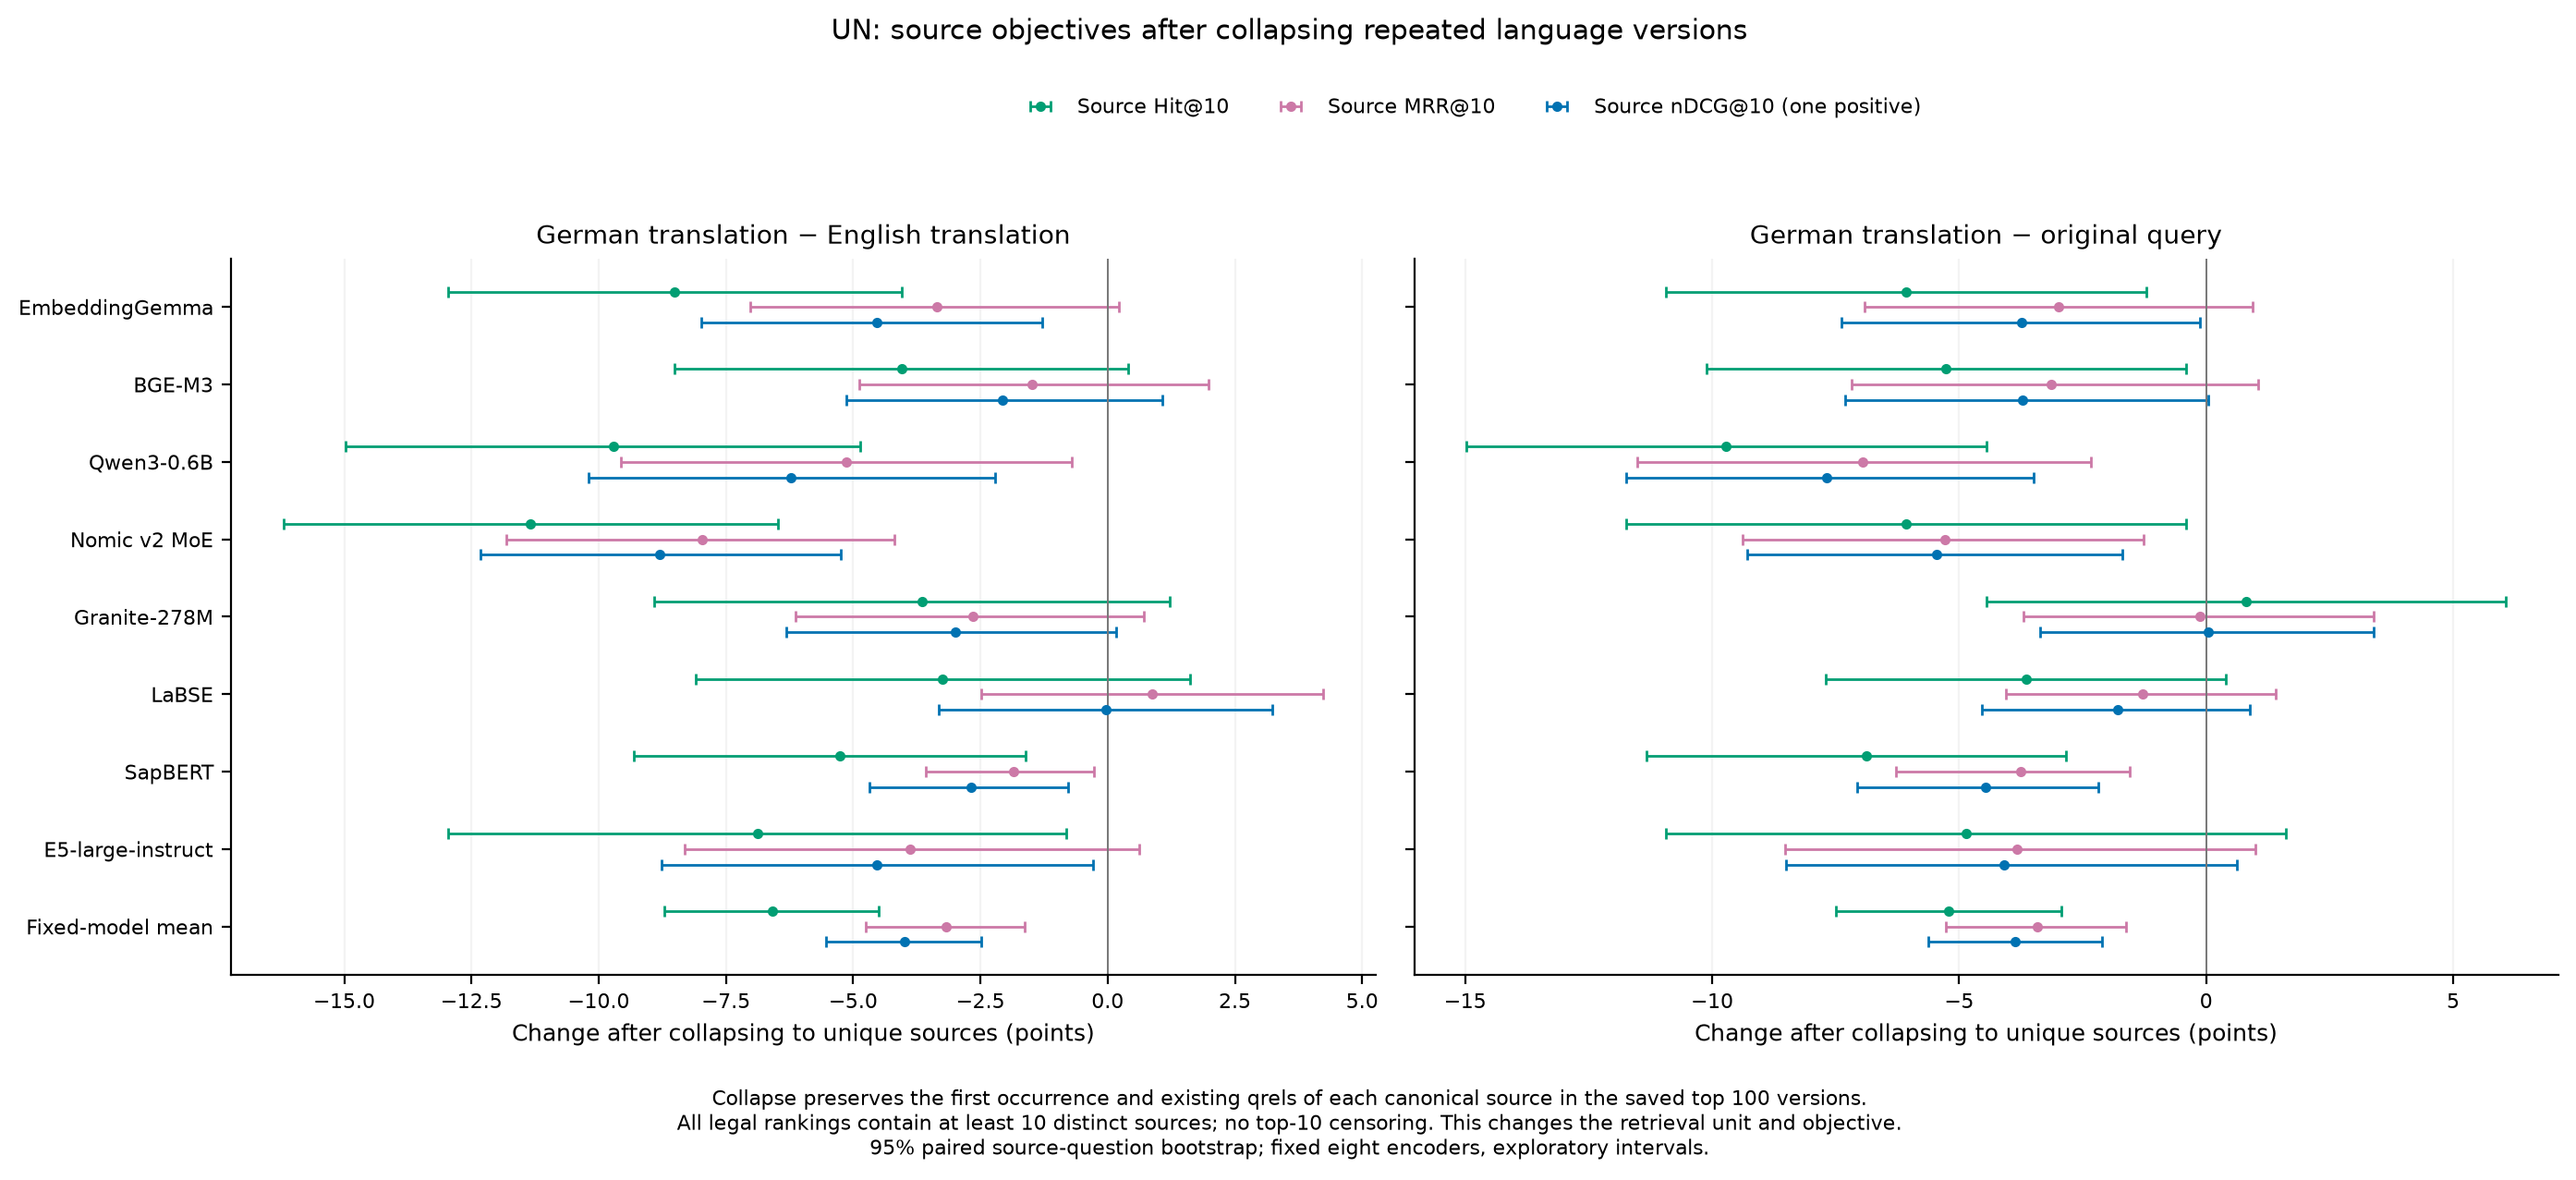 UN: source objectives after collapsing repeated language versions
Source Hit@10
Source MRR@10
Source nDCG@10 (one positive)
German translation − English translation
German translation − original query
EmbeddingGemma
BGE-M3
Qwen3-0.6B
Nomic v2 MoE
Granite-278M
LaBSE
SapBERT
E5-large-instruct
Fixed-model mean
−15.0 −12.5 −10.0 −7.5 −5.0 −2.5 0.0 2.5 5.0
−15 −10 −5 0 5
Change after collapsing to unique sources (points)
Change after collapsing to unique sources (points)
Collapse preserves the first occurrence and existing qrels of each canonical source in the saved top 100 versions.
All legal rankings contain at least 10 distinct sources; no top-10 censoring. This changes the retrieval unit and objective.
95% paired source-question bootstrap; fixed eight encoders, exploratory intervals.